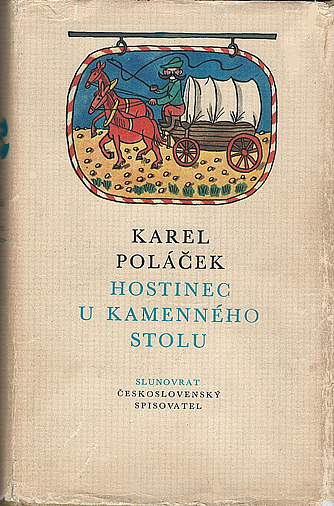 KAREL
POLÁČEK
HOSTINEC
U KAMENNÉHO
STOLU
SLUNOVRAT
ČESKOSLOVENSKÝ
SPISOVATEL